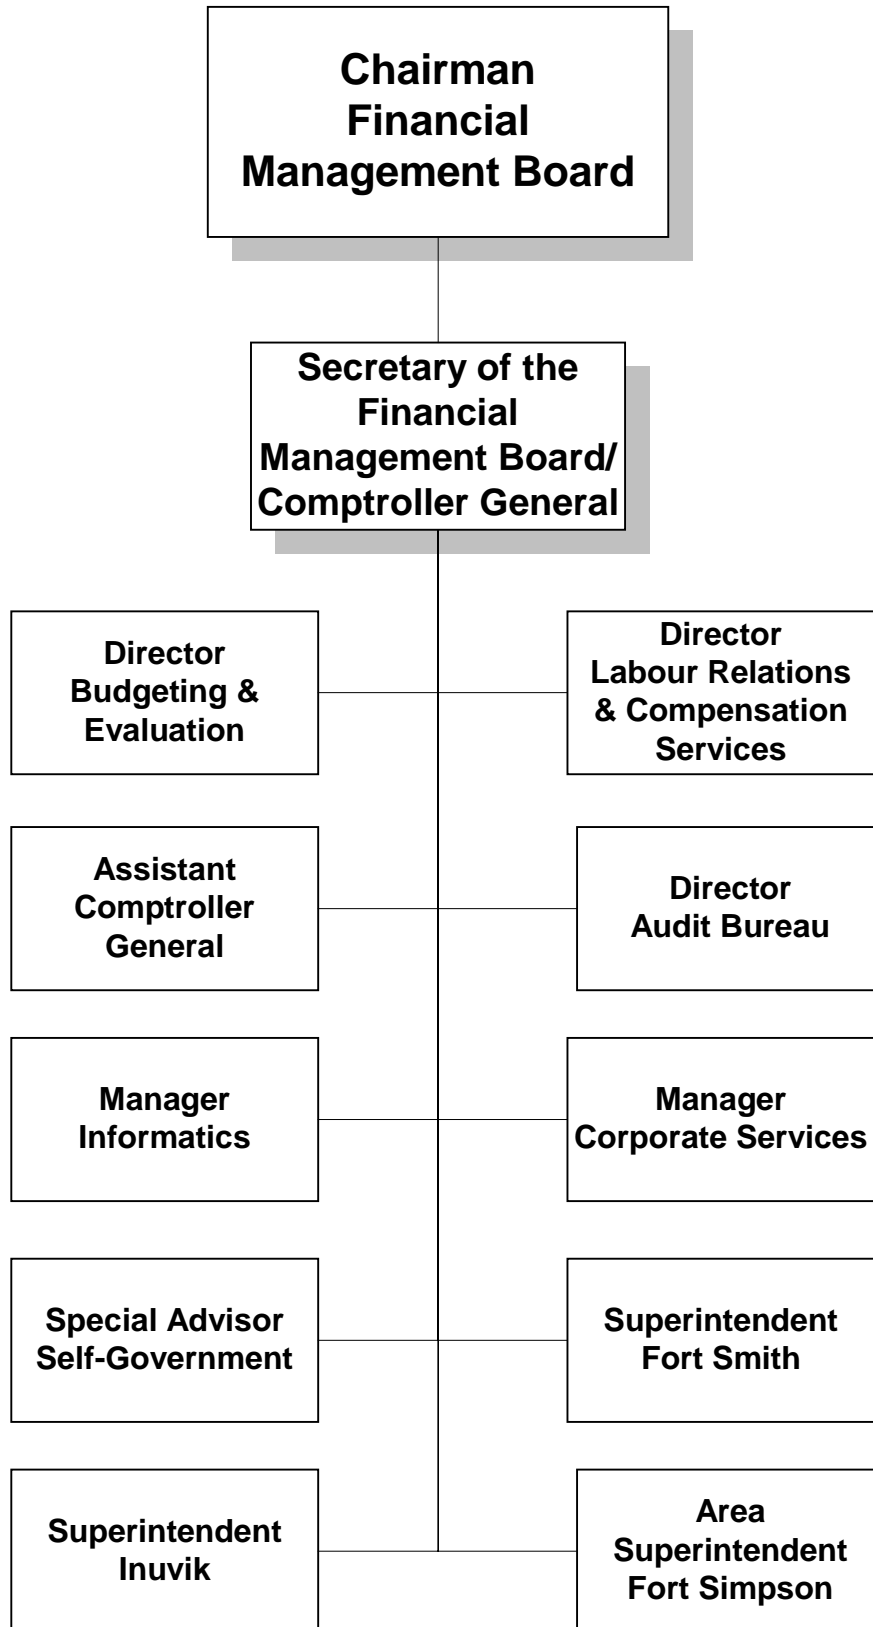 Chairman
Financial
Management Board
Secretary of the
Financial
Management Board/
Comptroller General
Director
Budgeting &
Evaluation
Director
Labour Relations
& Compensation
Services
Assistant
Comptroller
General
Director
Audit Bureau
Manager
Informatics
Manager
Corporate Services
Special Advisor
Self-Government
Superintendent
Fort Smith
Superintendent
Inuvik
Area
Superintendent
Fort Simpson